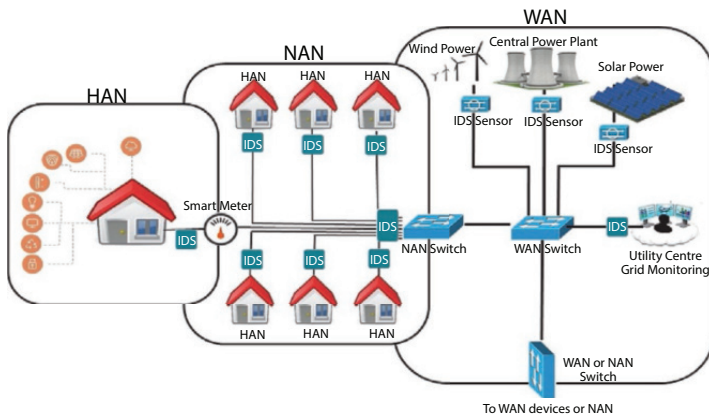 WAN
NAN
HAN
Wind Power
Central Power Plant
Solar Power
IDS Sensor
IDS Sensor
IDS Sensor
HAN
HAN
HAN
IDS
IDS
IDS
Smart Meter
IDS
IDS
NAN Switch
WAN Switch
IDS
Utility Centre
Grid Monitoring
IDS
IDS
IDS
HAN
HAN
HAN
WAN or NAN
Switch
To WAN devices or NAN